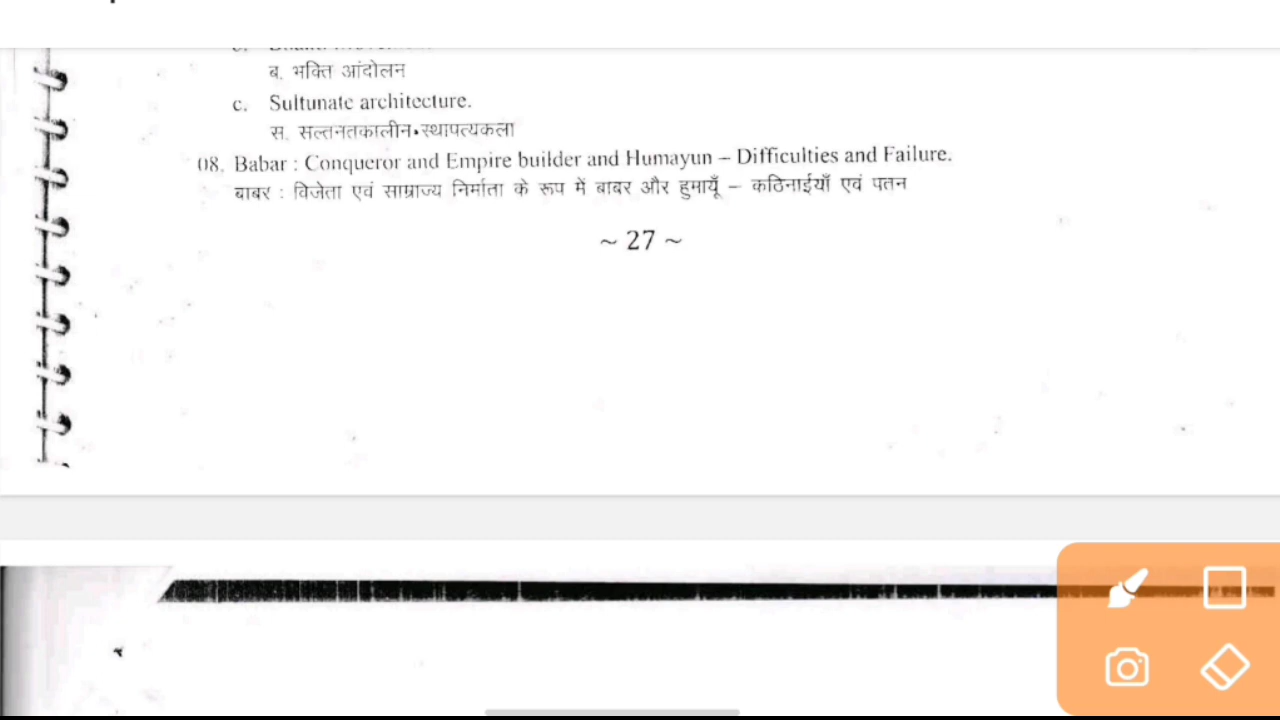 ब. भक्ति आंदोलन
c. Sultunate architecture.
स. सल्तनतकालीन स्थापत्यकला
08. Babar : Conqueror and Empire builder and Humayun – Difficulties and Failure.
बाबर : विजेता एवं साम्राज्य निर्माता के रूप में बाबर और हुमायूँ – कठिनाईयाँ एवं पतन
~ 27 ~